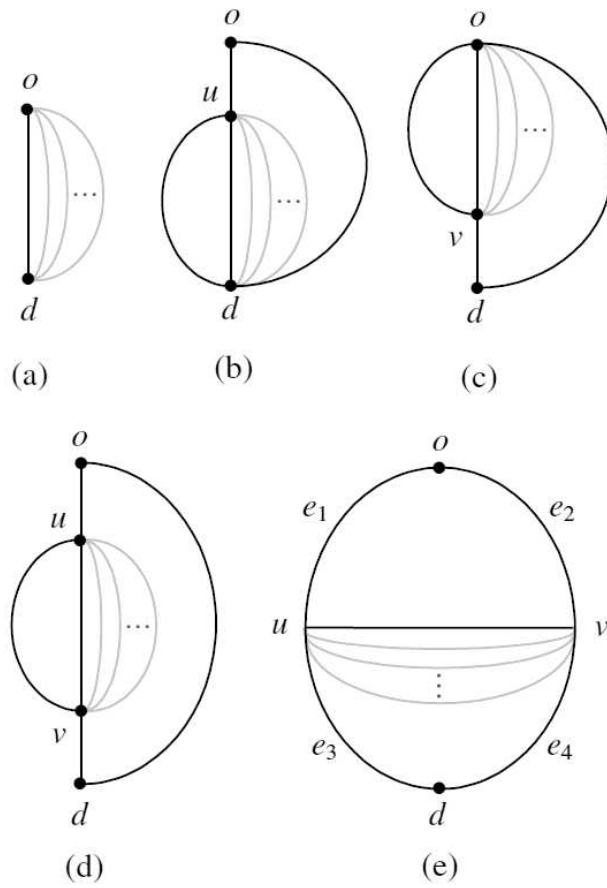 o
...
d
(a)
o
u
...
d
(b)
o
...
v
d
(c)
o
u
...
v
d
(d)
o
e₁
e₂
u
v
⋮
e₃
e₄
d
(e)